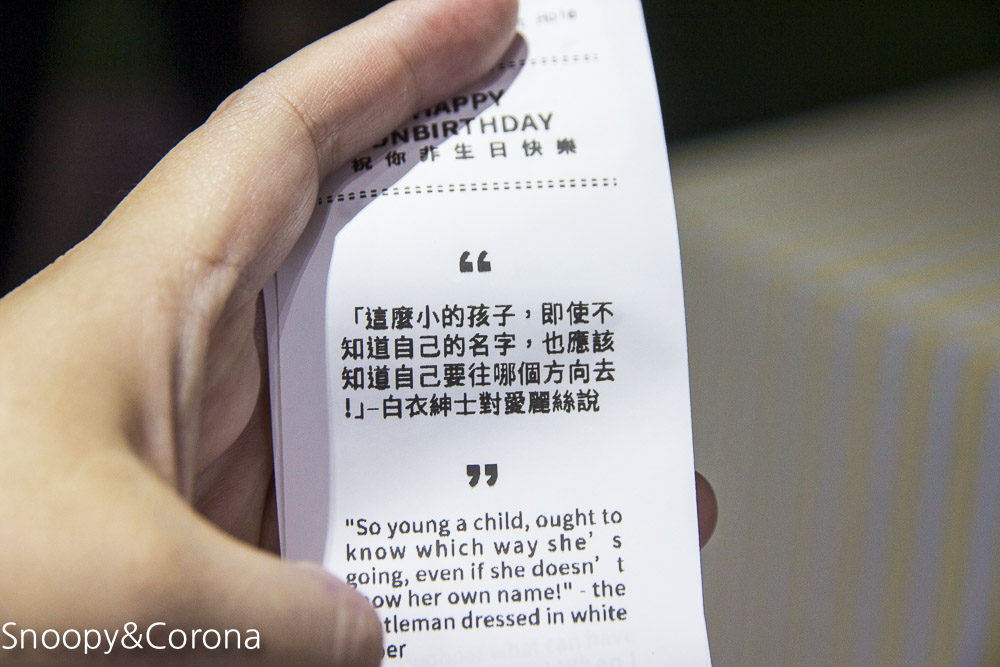 HAPPY
UNBIRTHDAY
祝你非生日快樂
“
「這麼小的孩子，即使不
知道自己的名字，也應該
知道自己要往哪個方向去
!」–白衣紳士對愛麗絲說
”
"So young a child, ought to
know which way she’s
going, even if she doesn’t
know her own name!" - the
gentleman dressed in white
Snoopy&Corona